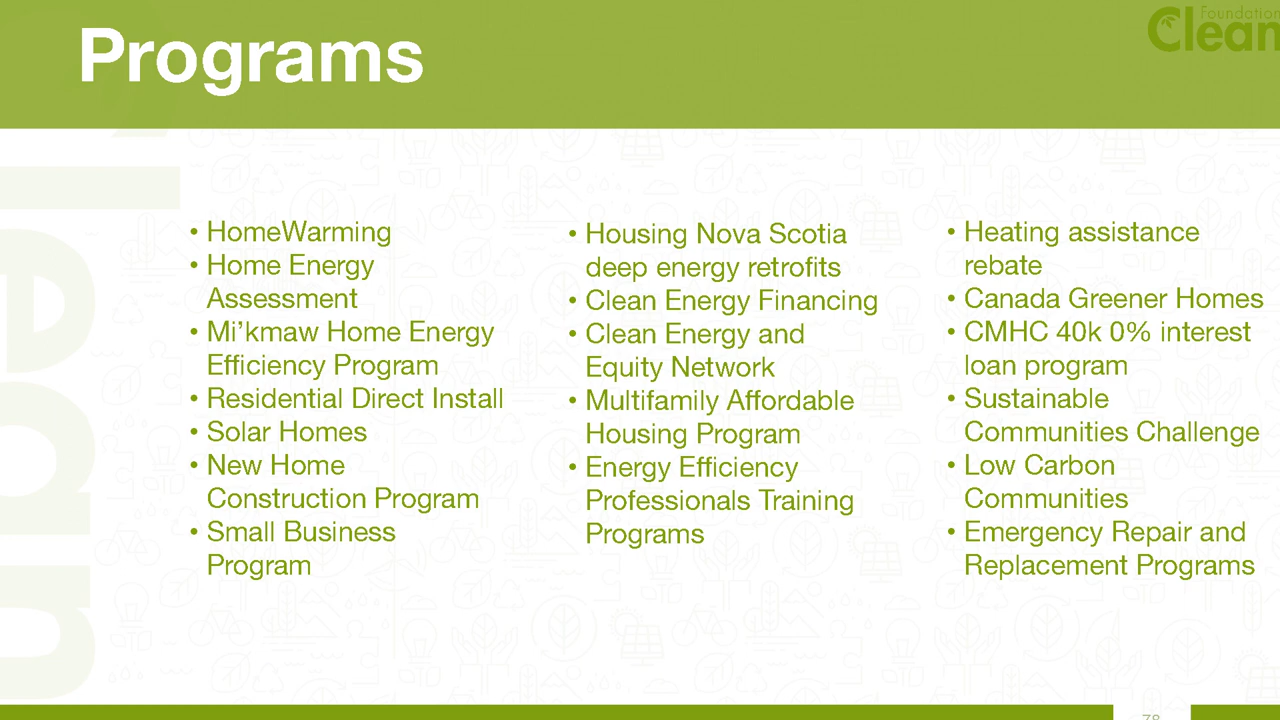 Programs
Foundation
Clean
• HomeWarming
• Home Energy
Assessment
• Mi’kmaw Home Energy
Efficiency Program
• Residential Direct Install
• Solar Homes
• New Home
Construction Program
• Small Business
Program
• Housing Nova Scotia
deep energy retrofits
• Clean Energy Financing
• Clean Energy and
Equity Network
• Multifamily Affordable
Housing Program
• Energy Efficiency
Professionals Training
Programs
• Heating assistance
rebate
• Canada Greener Homes
• CMHC 40k 0% interest
loan program
• Sustainable
Communities Challenge
• Low Carbon
Communities
• Emergency Repair and
Replacement Programs